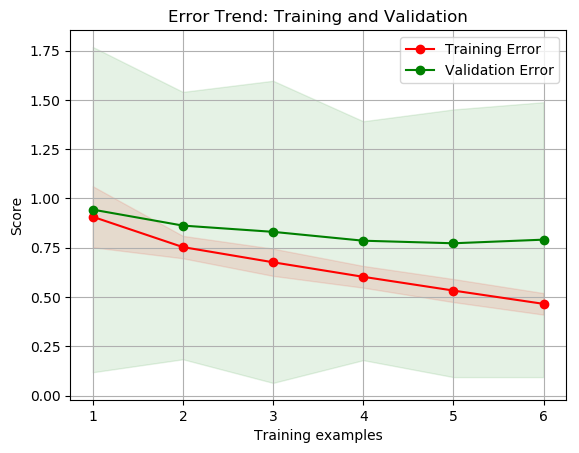 Error Trend: Training and Validation
Training Error
Validation Error
Score
1.75
1.50
1.25
1.00
0.75
0.50
0.25
0.00
1 2 3 4 5 6
Training examples